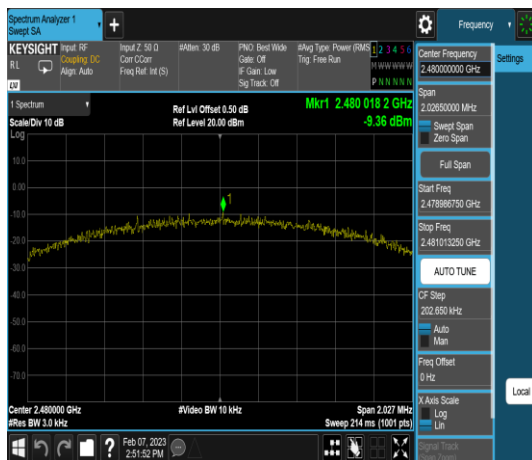 Spectrum Analyzer 1
Swept SA
+
Frequency
KEYSIGHT
RL
Input: RF
Coupling: DC
Align: Auto
Input Z: 50 Ω
Corr CCorr
Freq Ref: Int (S)
#Atten: 30 dB
PNO: Best Wide
Gate: Off
IF Gain: Low
Sig Track: Off
#Avg Type: Power (RMS
Trig: Free Run
1 2 3 4 5 6
M W W W W W
P N N N N N
LXI
1 Spectrum
Scale/Div 10 dB
Ref Lvl Offset 0.50 dB
Ref Level 20.00 dBm
Mkr1 2.480 018 2 GHz
-9.36 dBm
Log
10.0
0.00
-10.0
-20.0
-30.0
-40.0
-50.0
-60.0
-70.0
1
Center 2.480000 GHz
#Res BW 3.0 kHz
#Video BW 10 kHz
Span 2.027 MHz
Sweep 214 ms (1001 pts)
Feb 07, 2023
2:51:52 PM
Center Frequency
2.480000000 GHz
Settings
Span
2.02650000 MHz
Swept Span
Zero Span
Full Span
Start Freq
2.478986750 GHz
Stop Freq
2.481013250 GHz
AUTO TUNE
CF Step
202.650 kHz
Auto
Man
Freq Offset
0 Hz
X Axis Scale
Log
Lin
Local
Signal Track
(Span Zoom)